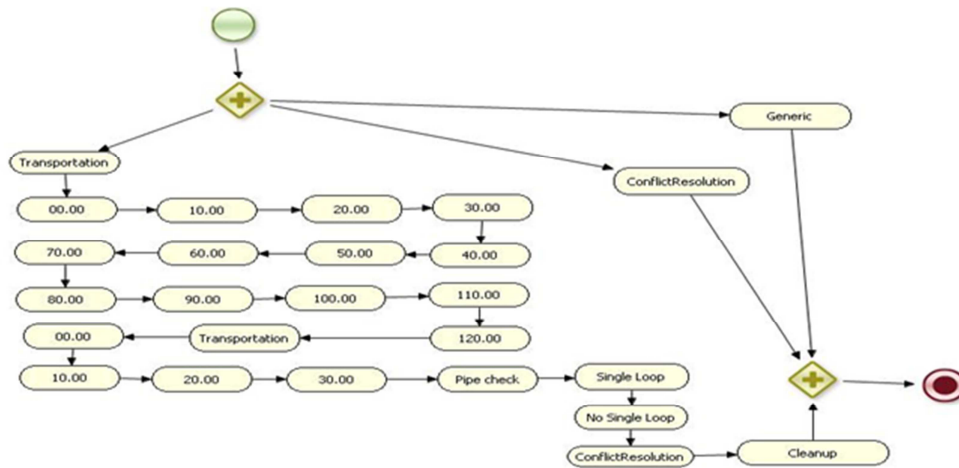 Generic
Transportation
ConflictResolution
00.00
10.00
20.00
30.00
70.00
60.00
50.00
40.00
80.00
90.00
100.00
110.00
00.00
Transportation
120.00
10.00
20.00
30.00
Pipe check
Single Loop
No Single Loop
ConflictResolution
Cleanup